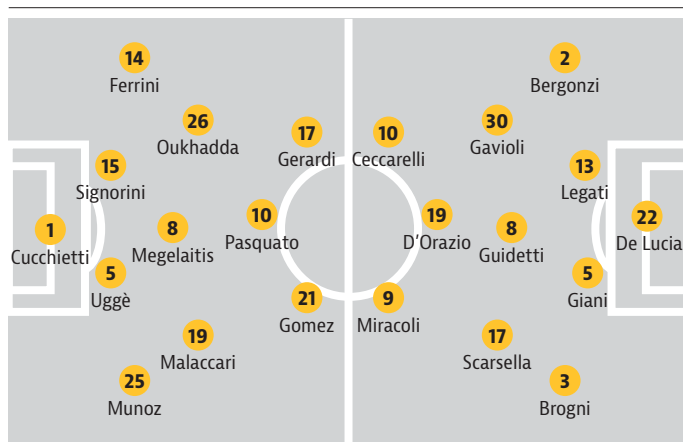 14
Ferrini
2
Bergonzi
26
Oukhadda
30
Gavioli
17
Gerardi
10
Ceccarelli
15
Signorini
13
Legati
10
Pasquato
19
D'Orazio
22
De Lucia
1
Cucchietti
8
Megelaitis
8
Guidetti
5
Uggè
5
Giani
21
Gomez
9
Miracoli
19
Malaccari
17
Scarsella
25
Munoz
3
Brogni